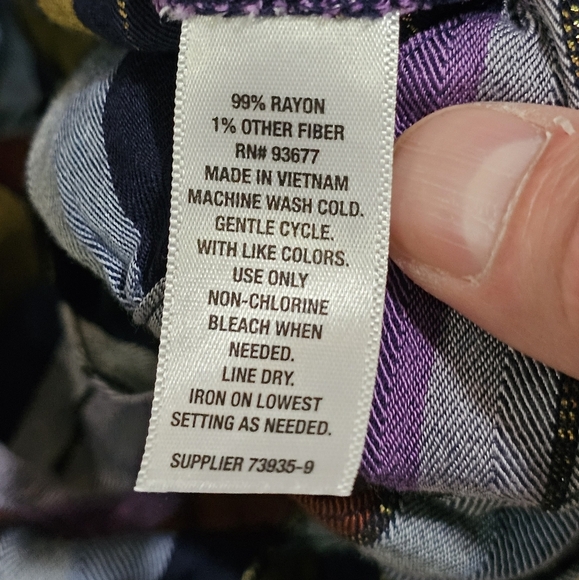 99% RAYON
1% OTHER FIBER
RN# 93677
MADE IN VIETNAM
MACHINE WASH COLD.
GENTLE CYCLE.
WITH LIKE COLORS.
USE ONLY
NON-CHLORINE
BLEACH WHEN
NEEDED.
LINE DRY.
IRON ON LOWEST
SETTING AS NEEDED.
SUPPLIER 73935-9